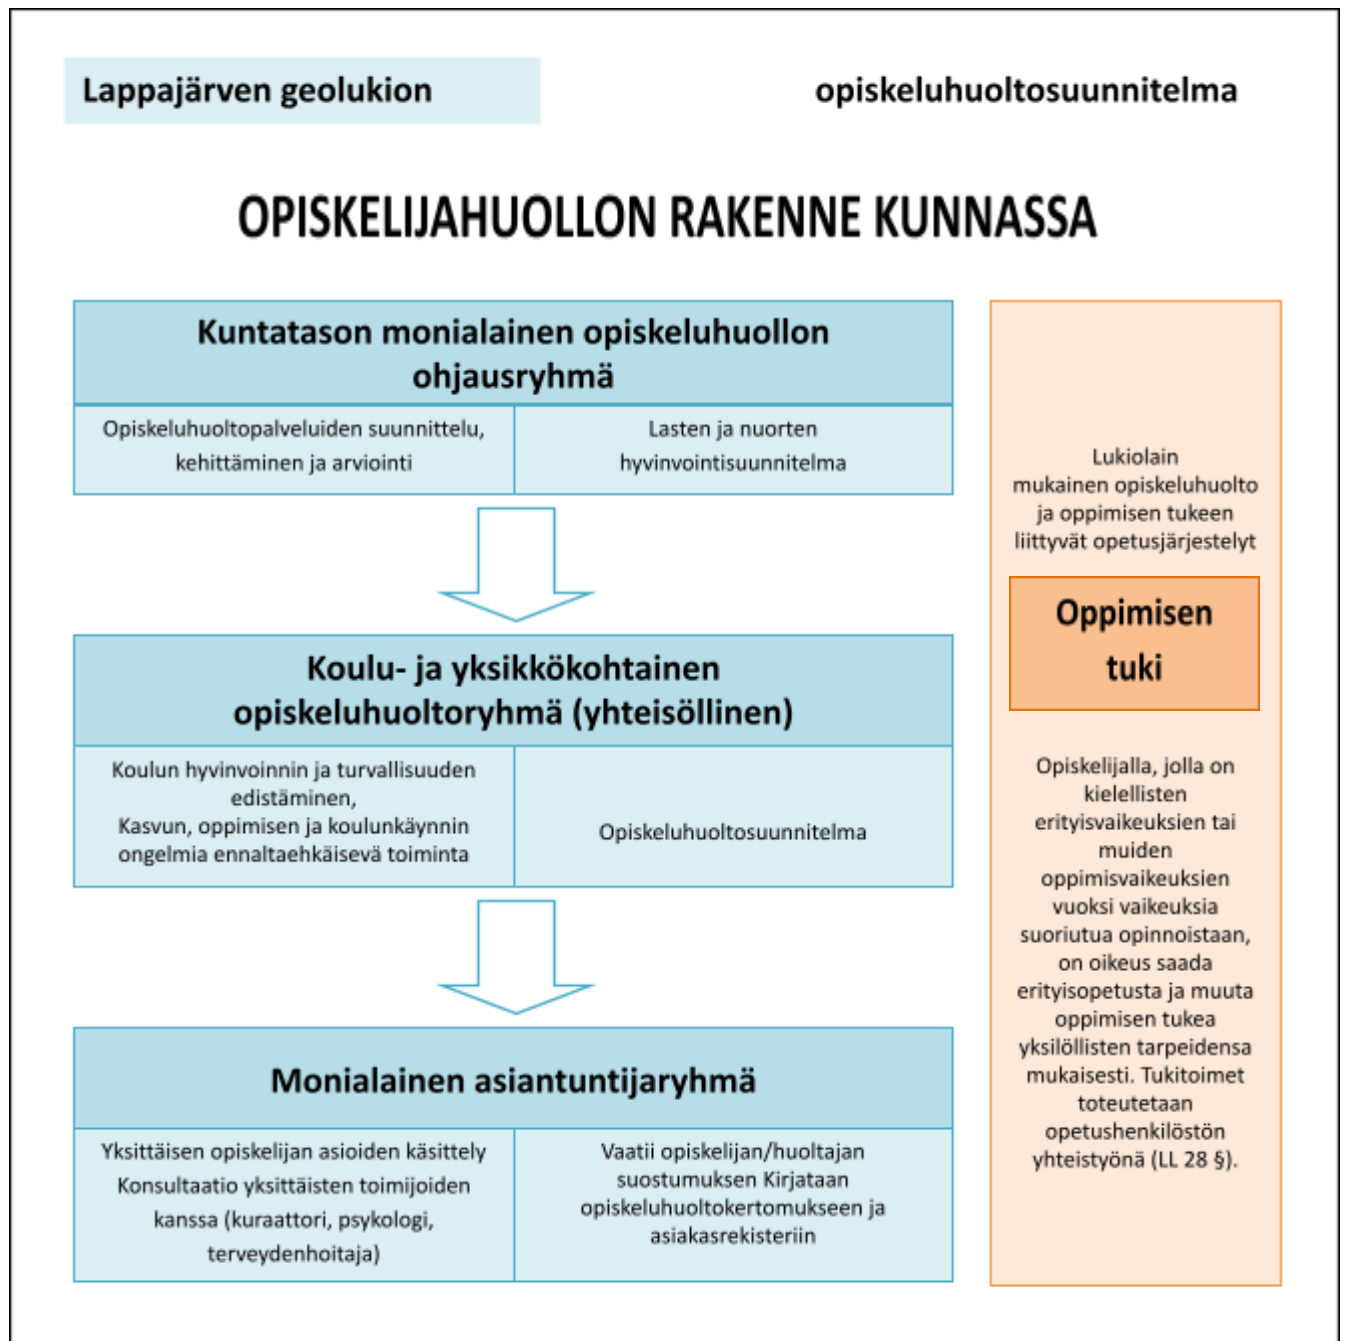 Lappajärven geolukion
opiskeluhuoltosuunnitelma
OPISKELIJAHUOLLON RAKENNE KUNNASSA
Kuntatason monialainen opiskeluhuollon
ohjausryhmä
Opiskeluhuoltopalveluiden suunnittelu,
kehittäminen ja arviointi
Lasten ja nuorten
hyvinvointisuunnitelma
Koulu- ja yksikkökohtainen
opiskeluhuoltoryhmä (yhteisöllinen)
Koulun hyvinvoinnin ja turvallisuuden
edistäminen,
Kasvun, oppimisen ja koulunkäynnin
ongelmia ennaltaehkäisevä toiminta
Opiskeluhuoltosuunnitelma
Monialainen asiantuntijaryhmä
Yksittäisen opiskelijan asioiden käsittely
Konsultaatio yksittäisten toimijoiden
kanssa (kuraattori, psykologi,
terveydenhoitaja)
Vaatii opiskelijan/huoltajan
suostumuksen Kirjataan
opiskeluhuoltokertomukseen ja
asiakasrekisteriin
Lukiolain
mukainen opiskeluhuolto
ja oppimisen tukeen
liittyvät opetusjärjestelyt
Oppimisen
tuki
Opiskelijalla, jolla on
kielellisten
erityisvaikeuksien tai
muiden
oppimisvaikeuksien
vuoksi vaikeuksia
suoriutua opinnoistaan,
on oikeus saada
erityisopetusta ja muuta
oppimisen tukea
yksilöllisten tarpeidensa
mukaisesti. Tukitoimet
toteutetaan
opetushenkilöstön
yhteistyönä (LL 28 §).